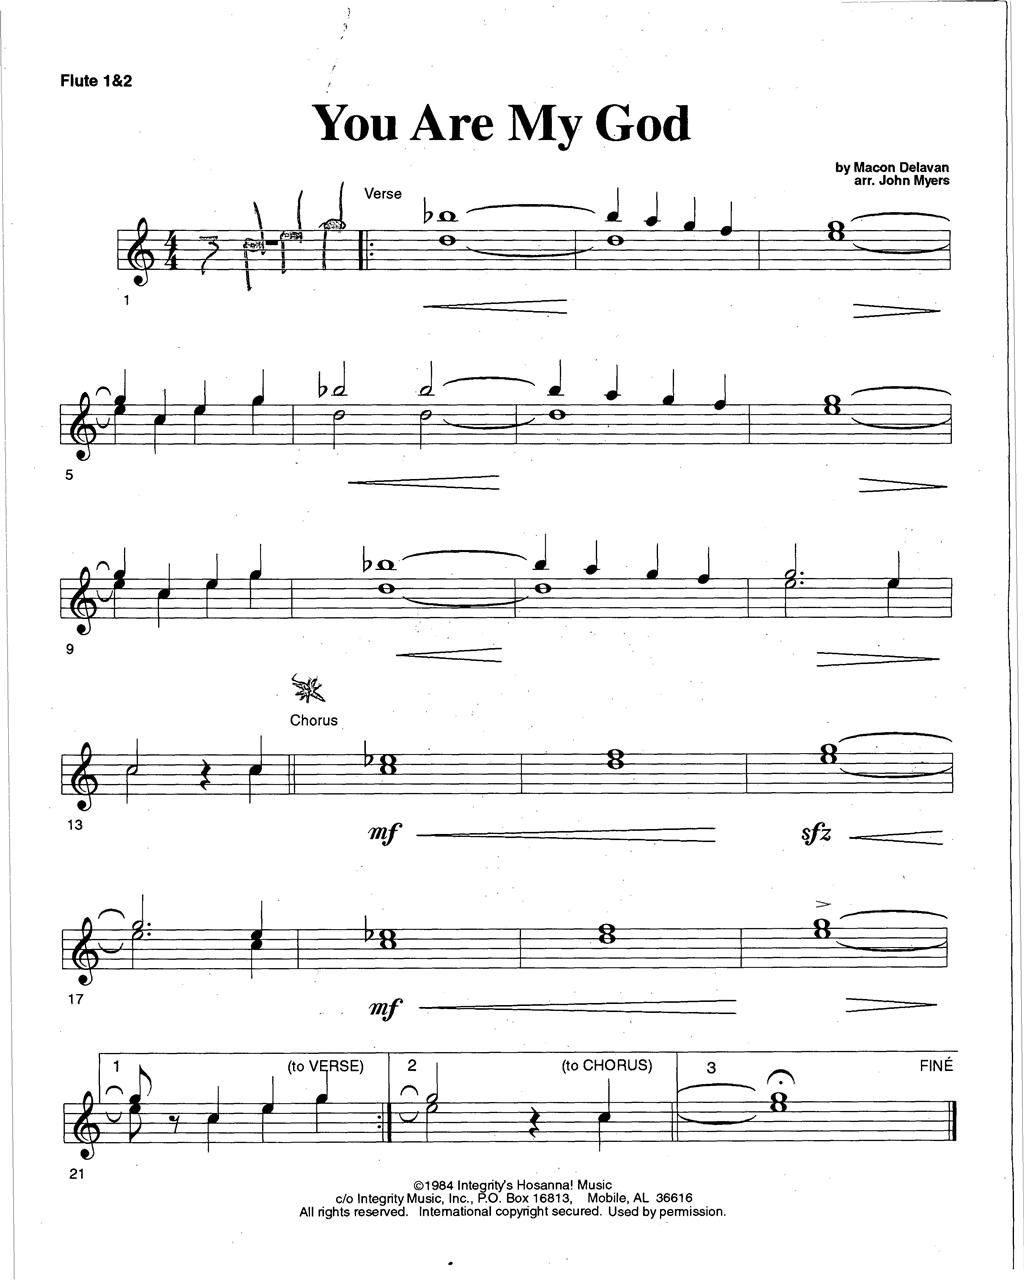 Flute 1&2
You Are My God
by Macon Delavan
arr. John Myers
Verse
4
4
1
5
9
Chorus
13
mf
sfz
17
mf
1 (to VERSE) 2 (to CHORUS) 3 FINÉ
21
©1984 Integrity's Hosanna! Music
c/o Integrity Music, Inc., P.O. Box 16813, Mobile, AL 36616
All rights reserved. International copyright secured. Used by permission.